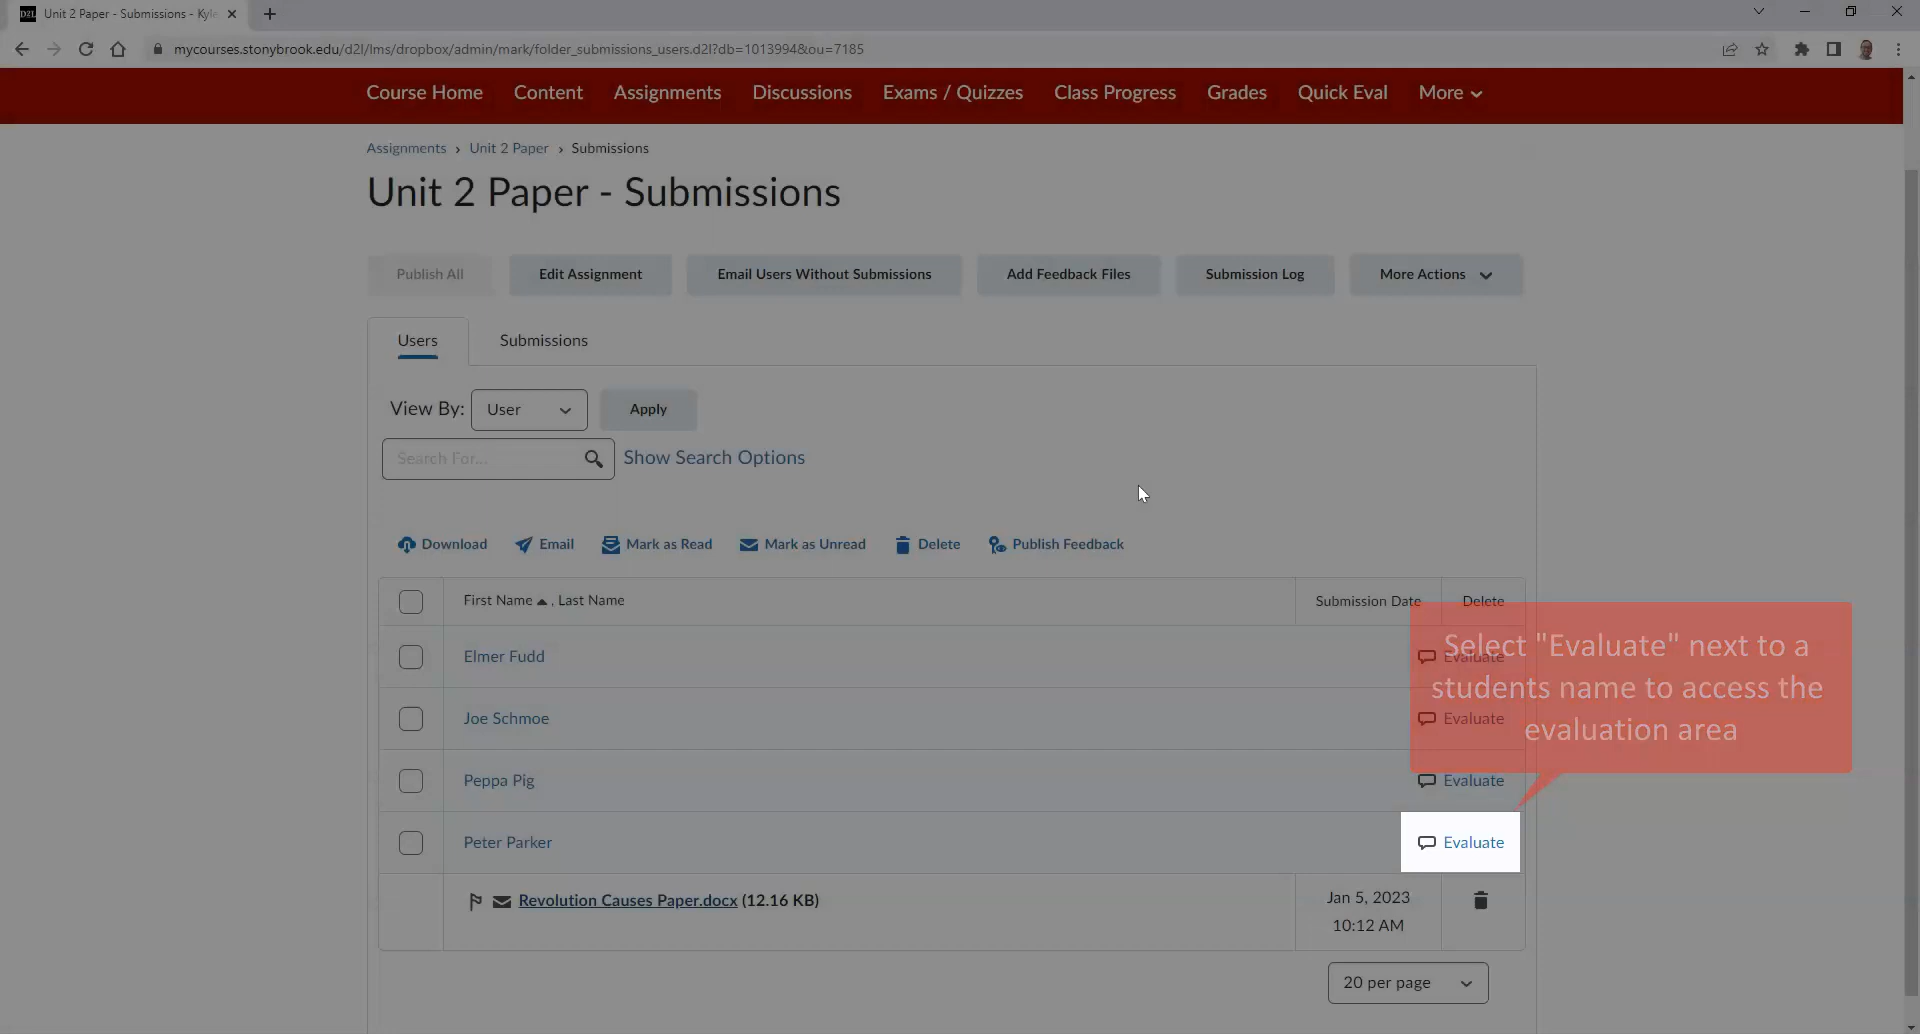 D2L Unit 2 Paper - Submissions - Kyle
mycourses.stonybrook.edu/d2l/lms/dropbox/admin/mark/folder_submissions_users.d2l?db=1013994&ou=7185
Course Home Content Assignments Discussions Exams / Quizzes Class Progress Grades Quick Eval More
Assignments › Unit 2 Paper › Submissions
Unit 2 Paper - Submissions
Publish All Edit Assignment Email Users Without Submissions Add Feedback Files Submission Log More Actions
Users Submissions
View By: User Apply
Search For... Show Search Options
Download Email Mark as Read Mark as Unread Delete Publish Feedback
First Name , Last Name Submission Date Delete
Elmer Fudd Evaluate
Joe Schmoe Evaluate
Peppa Pig Evaluate
Peter Parker Evaluate
Select "Evaluate" next to a
students name to access the
evaluation area
Revolution Causes Paper.docx (12.16 KB) Jan 5, 2023
10:12 AM
20 per page